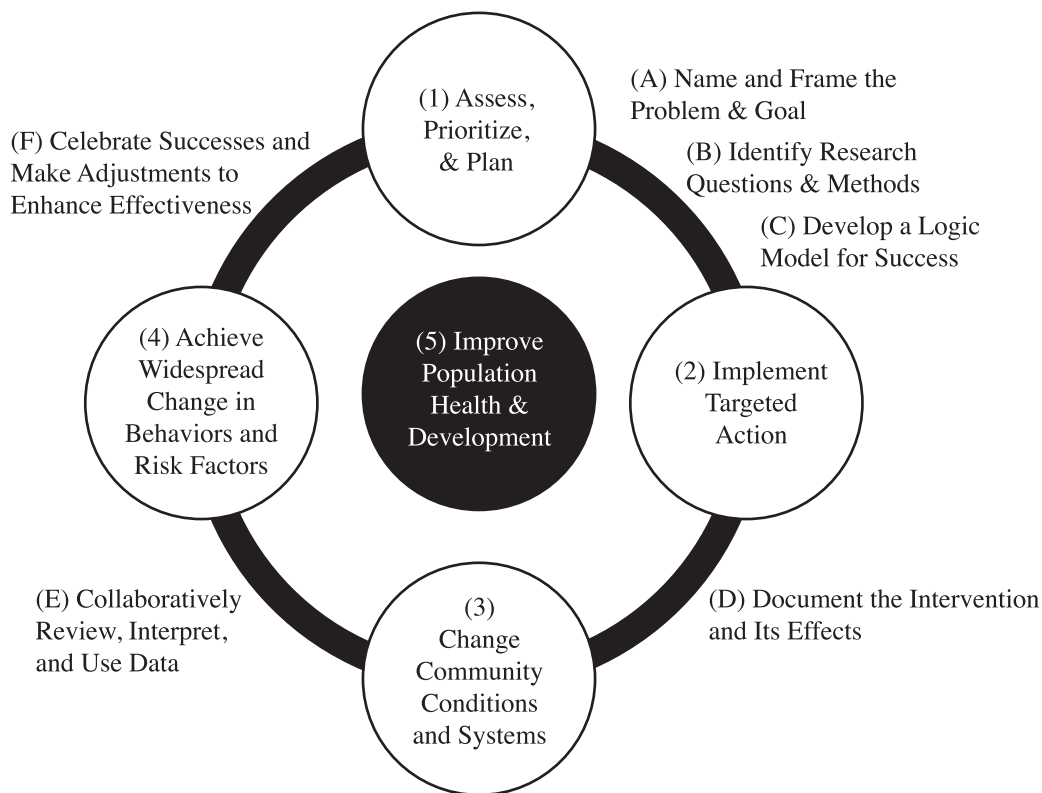 (1) Assess,
Prioritize,
& Plan
(A) Name and Frame the
Problem & Goal
(B) Identify Research
Questions & Methods
(C) Develop a Logic
Model for Success
(2) Implement
Targeted
Action
(D) Document the Intervention
and Its Effects
(3)
Change
Community
Conditions
and Systems
(E) Collaboratively
Review, Interpret,
and Use Data
(4) Achieve
Widespread
Change in
Behaviors and
Risk Factors
(F) Celebrate Successes and
Make Adjustments to
Enhance Effectiveness
(5) Improve
Population
Health &
Development